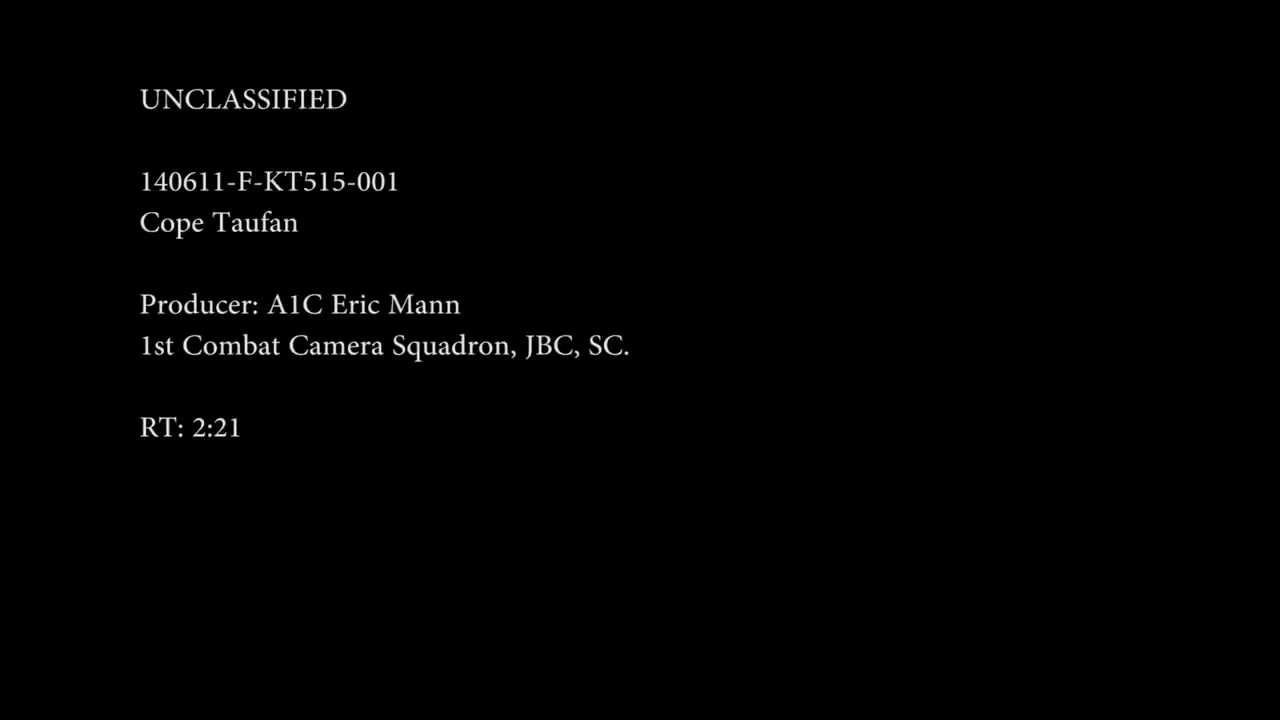 UNCLASSIFIED
140611-F-KT515-001
Cope Taufan
Producer: A1C Eric Mann
1st Combat Camera Squadron, JBC, SC.
RT: 2:21